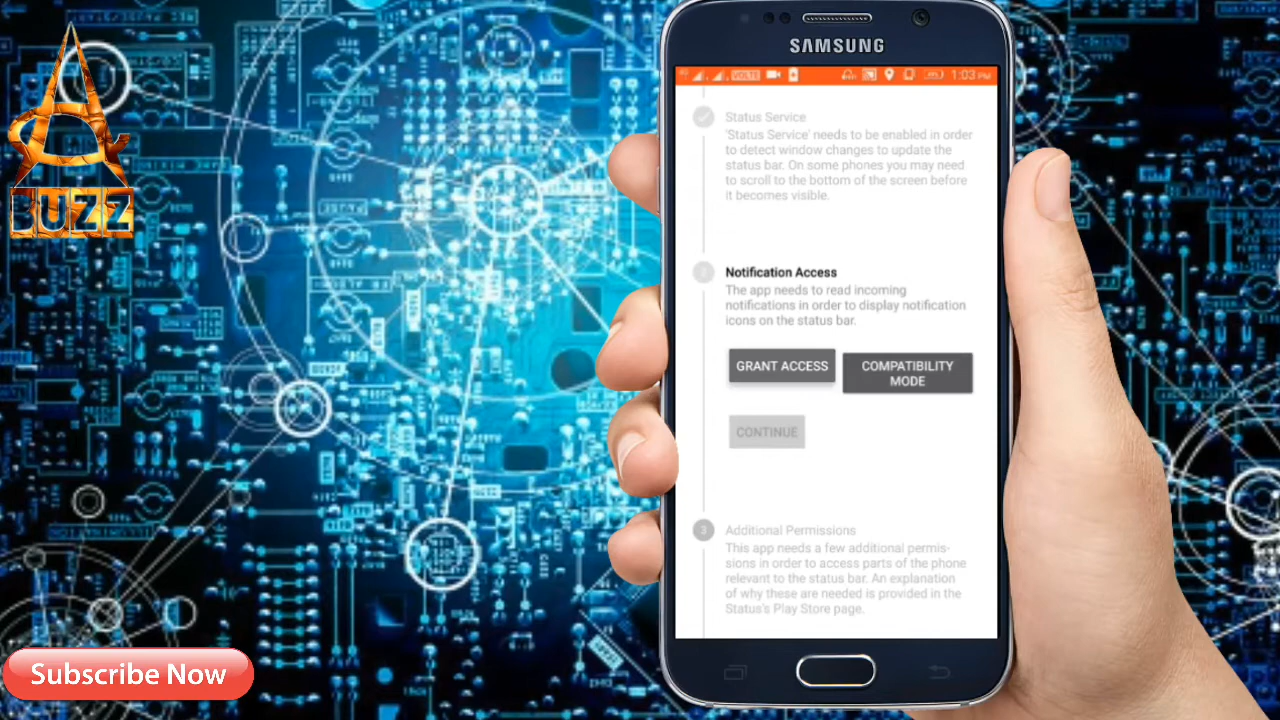 A
BUZZ
SAMSUNG
VOLTE
1:03 PM
Status Service
'Status Service' needs to be enabled in order
to detect window changes to update the
status bar. On some phones you may need
to scroll to the bottom of the screen before
it becomes visible.
2
Notification Access
The app needs to read incoming
notifications in order to display notification
icons on the status bar.
GRANT ACCESS
COMPATIBILITY
MODE
CONTINUE
3
Additional Permissions
This app needs a few additional permis-
sions in order to access parts of the phone
relevant to the status bar. An explanation
of why these are needed is provided in the
Status's Play Store page.
Subscribe Now